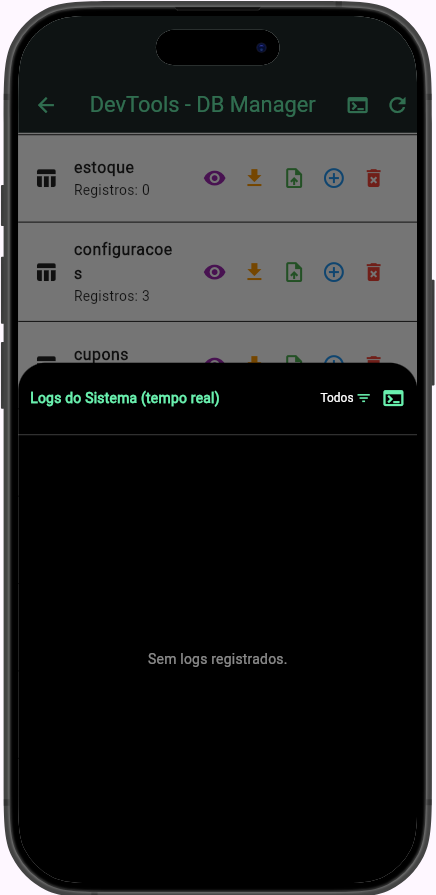 DevTools - DB Manager
estoque
Registros: 0
configuracoe
s
Registros: 3
cupons
Logs do Sistema (tempo real)
Todos
Sem logs registrados.